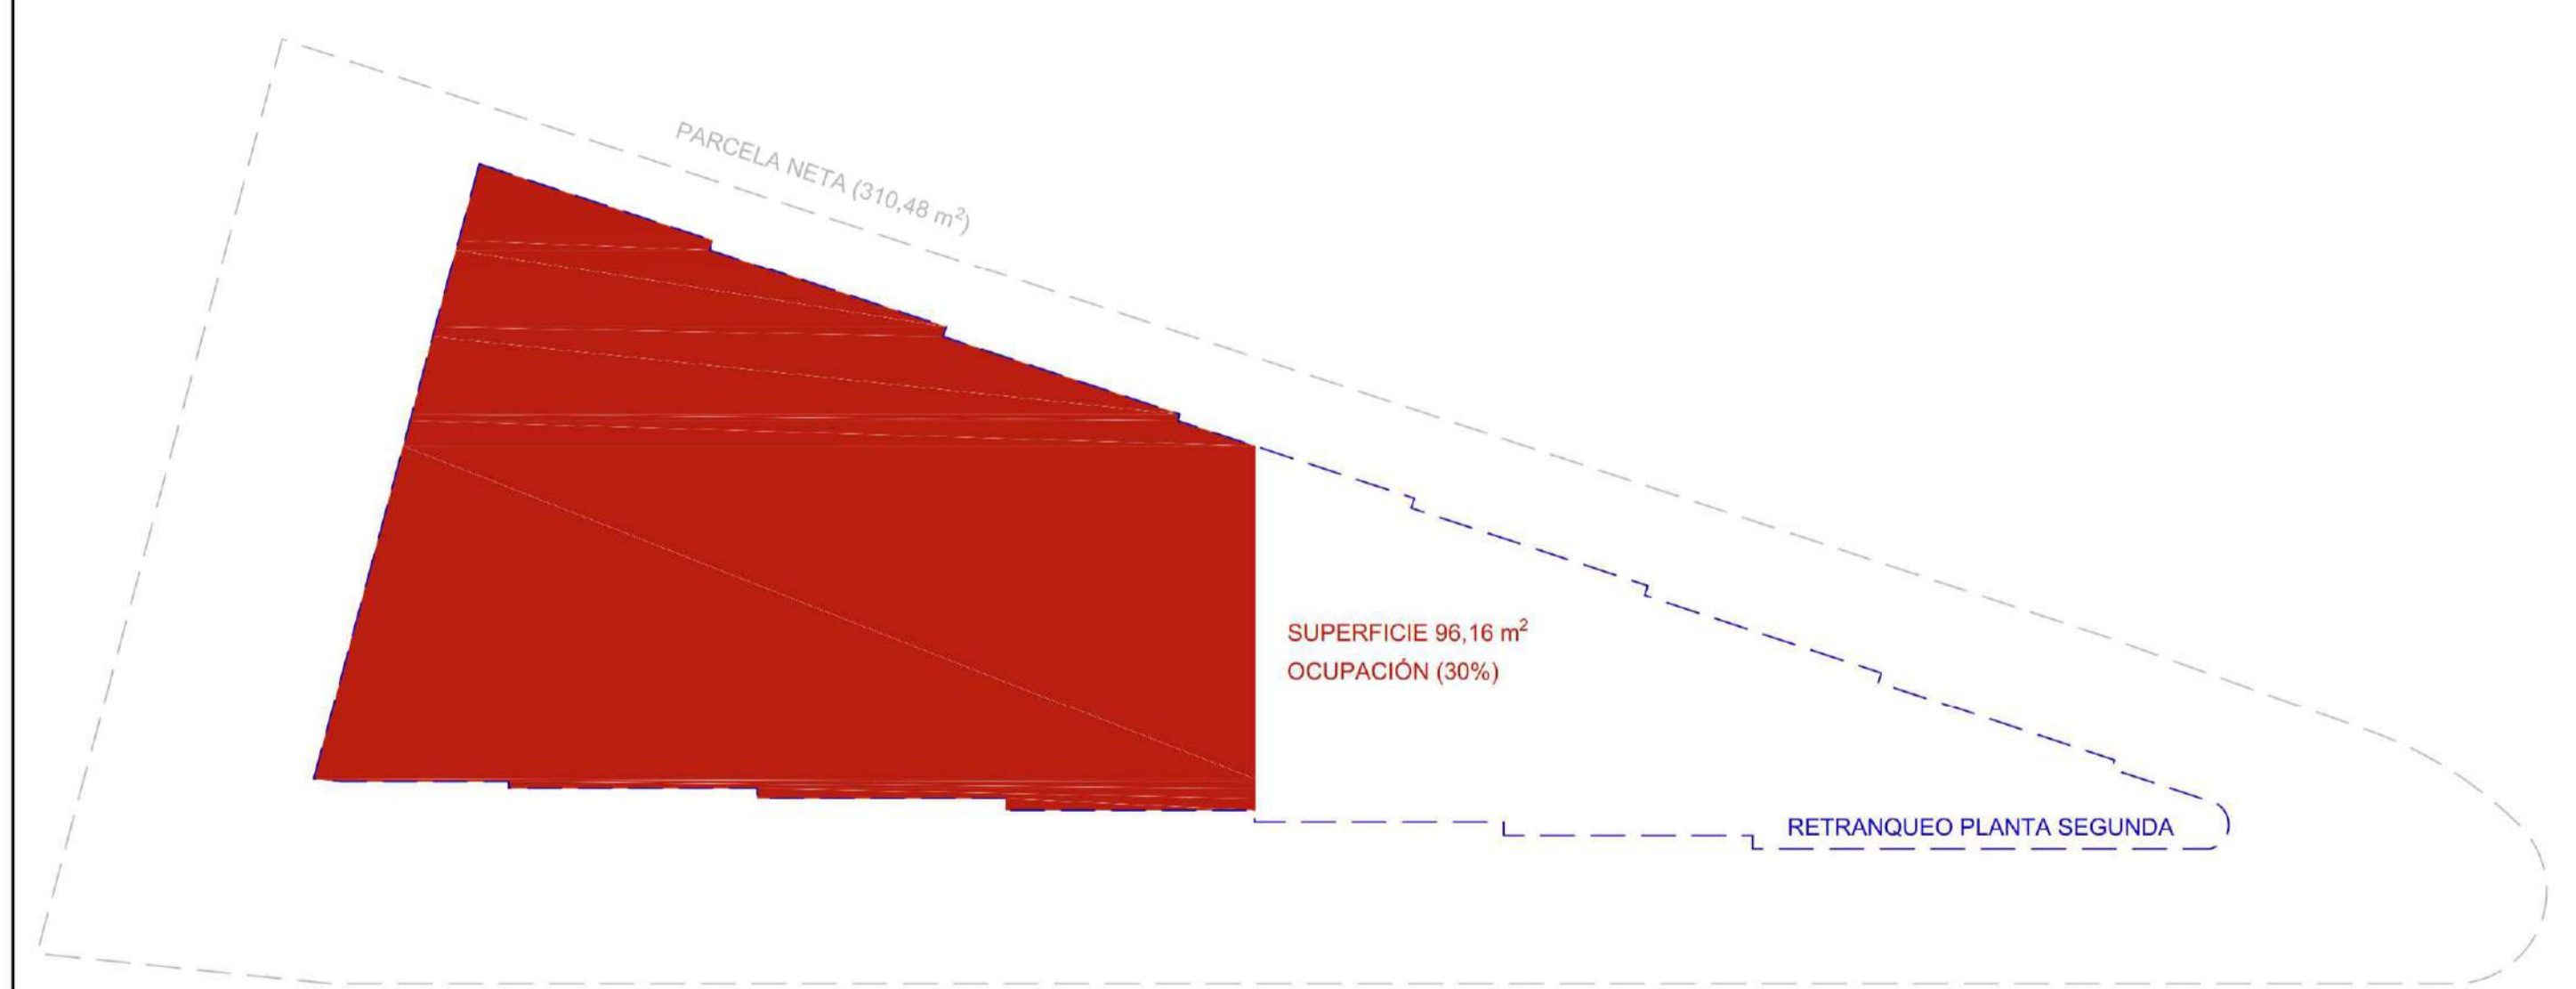 PARCELA NETA (310,48 m²)
SUPERFICIE 96,16 m²
OCUPACIÓN (30%)
RETRANQUEO PLANTA SEGUNDA